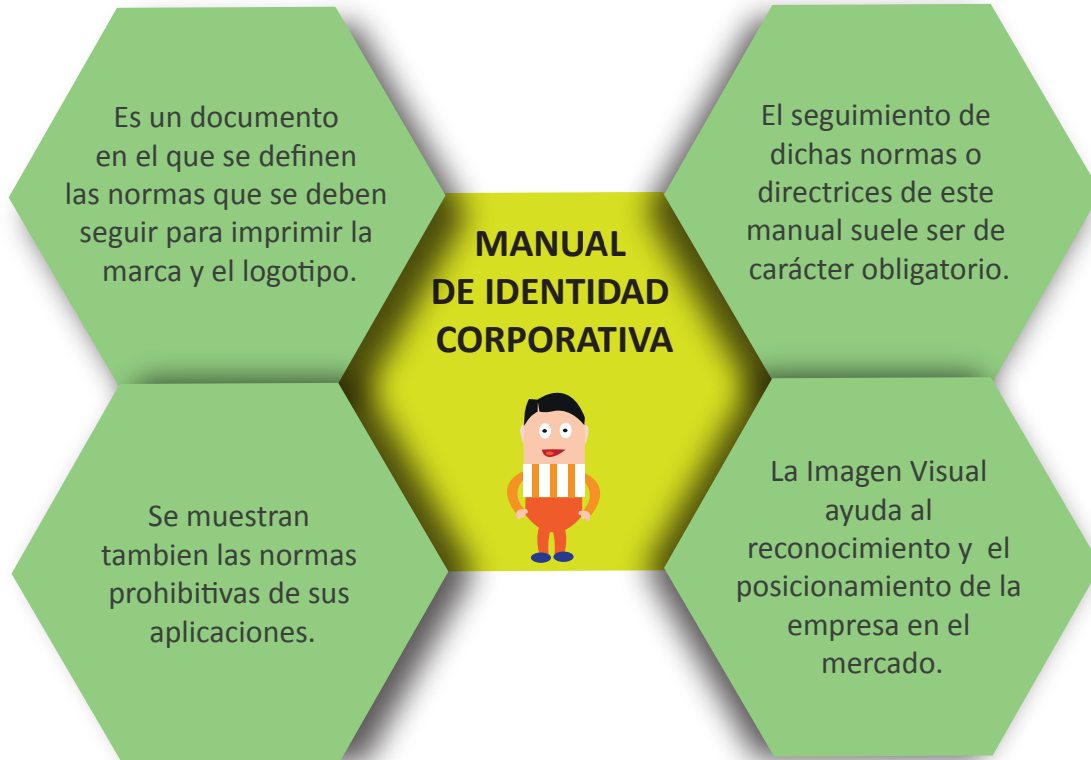 Es un documento
en el que se definen
las normas que se deben
seguir para imprimir la
marca y el logotipo.
El seguimiento de
dichas normas o
directrices de este
manual suele ser de
carácter obligatorio.
MANUAL
DE IDENTIDAD
CORPORATIVA
Se muestran
tambien las normas
prohibitivas de sus
aplicaciones.
La Imagen Visual
ayuda al
reconocimiento y el
posicionamiento de la
empresa en el
mercado.